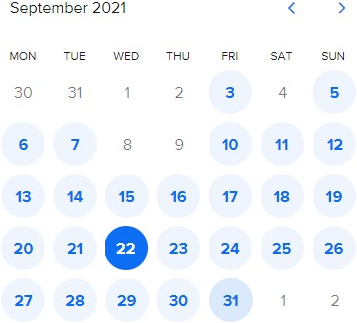 September 2021
MON TUE WED THU FRI SAT SUN
30 31 1 2 3 4 5
6 7 8 9 10 11 12
13 14 15 16 17 18 19
20 21 22 23 24 25 26
27 28 29 30 31 1 2